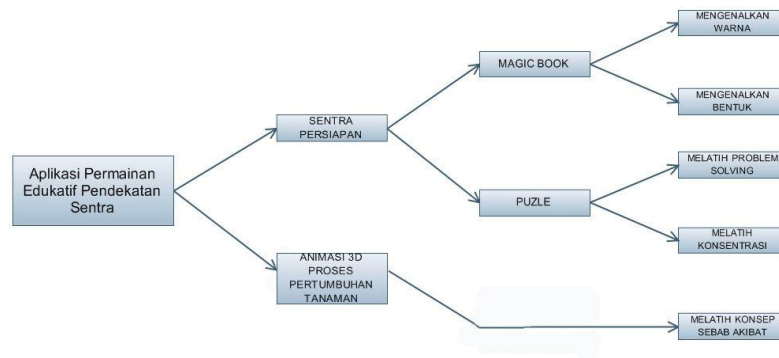 Aplikasi Permainan
Edukatif Pendekatan
Sentra
SENTRA
PERSIAPAN
ANIMASI 3D
PROSES
PERTUMBUHAN
TANAMAN
MAGIC BOOK
PUZLE
MENGENALKAN
WARNA
MENGENALKAN
BENTUK
MELATIH PROBLEM
SOLVING
MELATIH
KONSENTRASI
MELATIH KONSEP
SEBAB AKIBAT